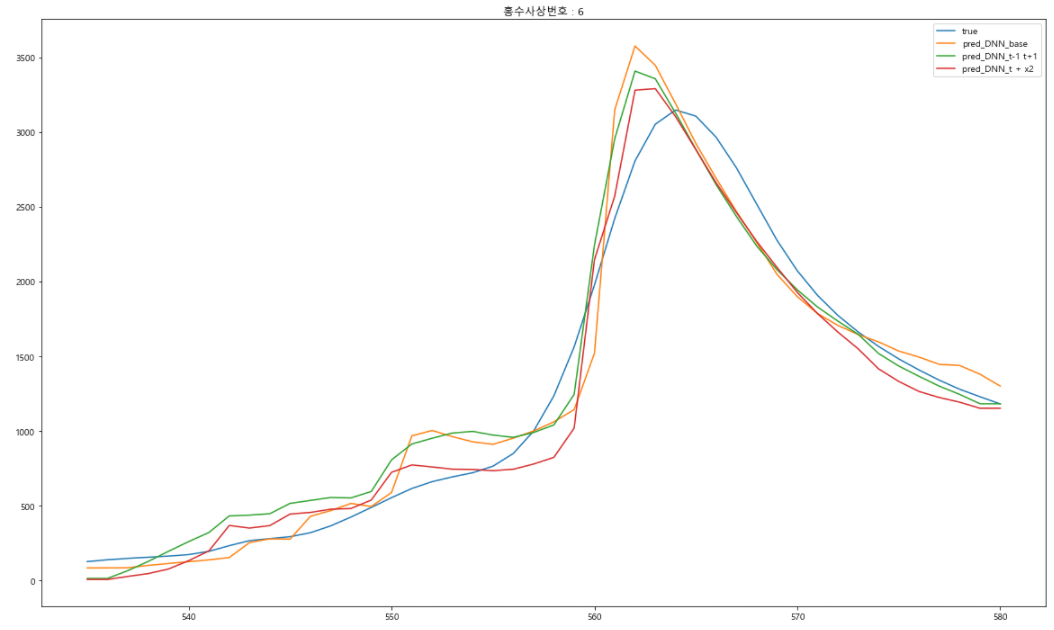 홍수사상번호 : 6
true
pred_DNN_base
pred_DNN_t-1 t+1
pred_DNN_t + x2
3500
3000
2500
2000
1500
1000
500
0
540 550 560 570 580